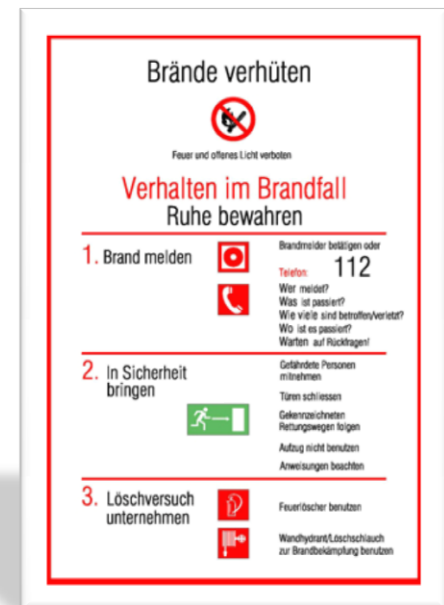 Brände verhüten
Feuer und offenes Licht verboten
Verhalten im Brandfall
Ruhe bewahren
1. Brand melden
Brandmelder betätigen oder
Telefon: 112
Wer meldet?
Was ist passiert?
Wie viele sind betroffen/verletzt?
Wo ist es passiert?
Warten auf Rückfragen!
2. In Sicherheit
bringen
Gefährdete Personen
mitnehmen
Türen schliessen
Gekennzeichneten
Rettungswegen folgen
Aufzug nicht benutzen
Anweisungen beachten
3. Löschversuch
unternehmen
Feuerlöscher benutzen
Wandhydrant/Löschschlauch
zur Brandbekämpfung benutzen